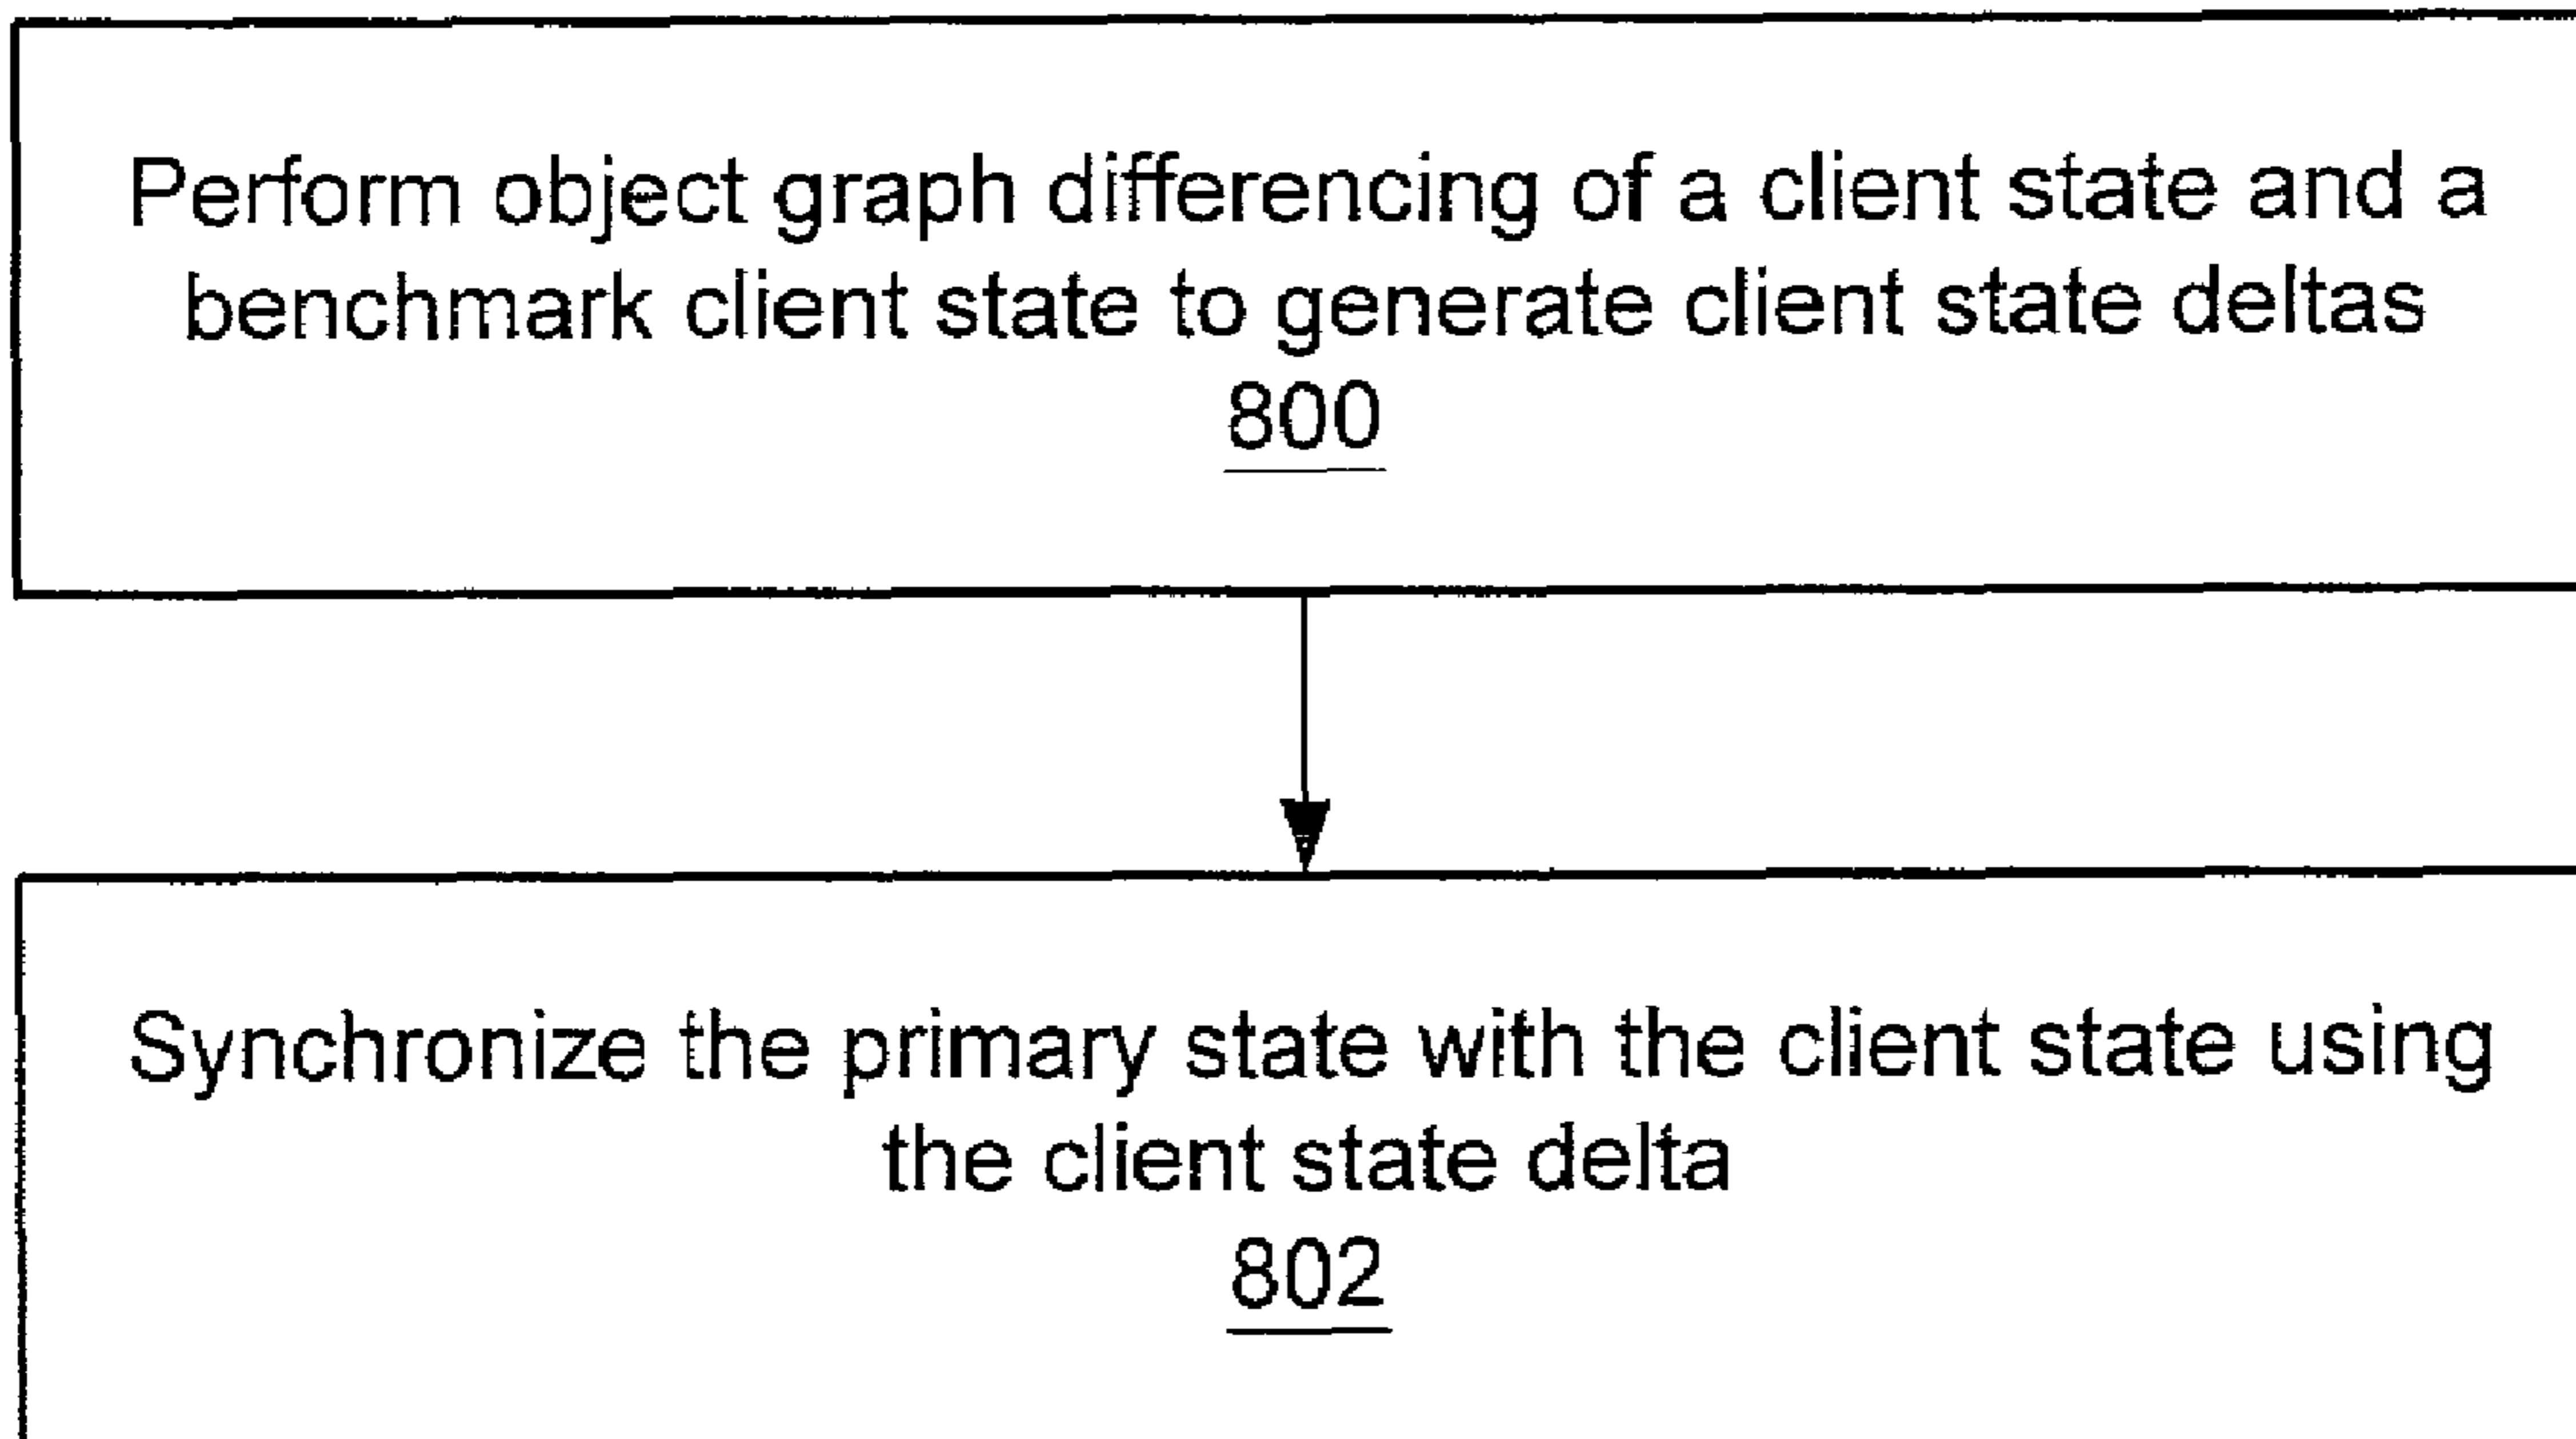 Perform object graph differencing of a client state and a
benchmark client state to generate client state deltas
800
Synchronize the primary state with the client state using
the client state delta
802